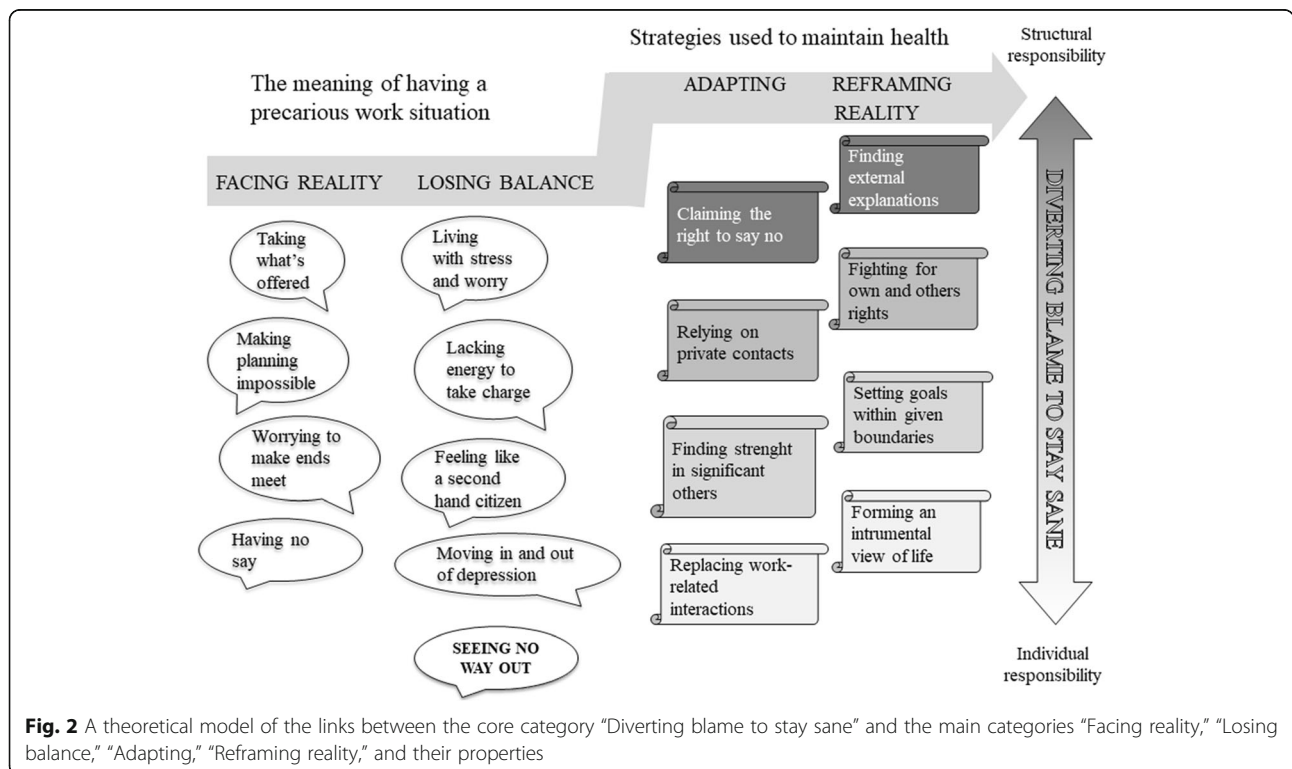 Strategies used to maintain health
Structural
responsibility
The meaning of having a
precarious work situation
ADAPTING
REFRAMING
REALITY
FACING REALITY
LOSING BALANCE
Taking
what's
offered
Making
planning
impossible
Worrying to
make ends
meet
Having no
say
Living
with stress
and worry
Lacking
energy to
take charge
Feeling like
a second
hand citizen
Moving in and out
of depression
SEEING NO
WAY OUT
Claiming the
right to say no
Relying on
private contacts
Finding strenght
in significant
others
Replacing work-
related
interactions
Finding
external
explanations
Fighting for
own and others
rights
Setting goals
within given
boundaries
Forming an
intrumental
view of life
DIVERTING BLAME TO STAY SANE
Individual
responsibility
Fig. 2 A theoretical model of the links between the core category “Diverting blame to stay sane” and the main categories “Facing reality,” “Losing
balance,” “Adapting,” “Reframing reality,” and their properties